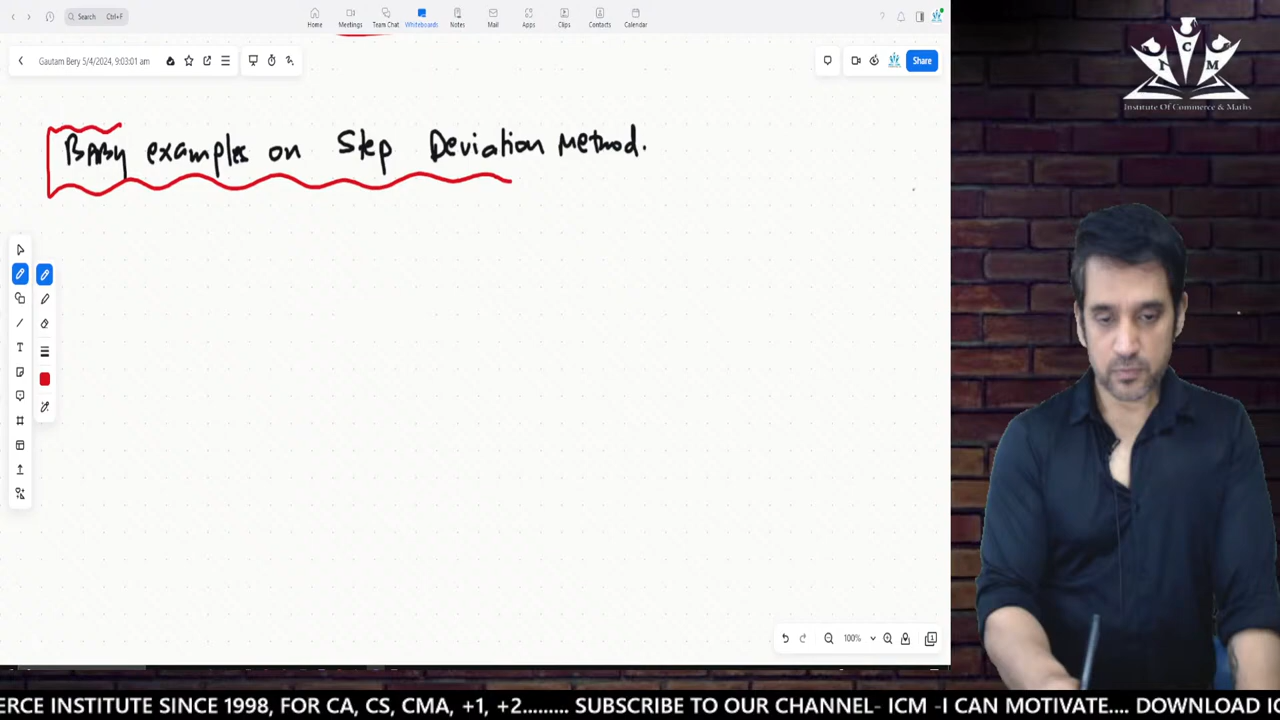 Search Ctrl+F
Home Meetings Team Chat Whiteboards Notes Mail Apps Clips Contacts Calendar
Gautam Bery 5/4/2024, 9:03:01 am
Share
BABy examples on Step Deviation Method.
100%
I C M
Institute Of Commerce & Maths
ERCE INSTITUTE SINCE 1998, FOR CA, CS, CMA, +1, +2......... SUBSCRIBE TO OUR CHANNEL- ICM -I CAN MOTIVATE.... DOWNLOAD IC